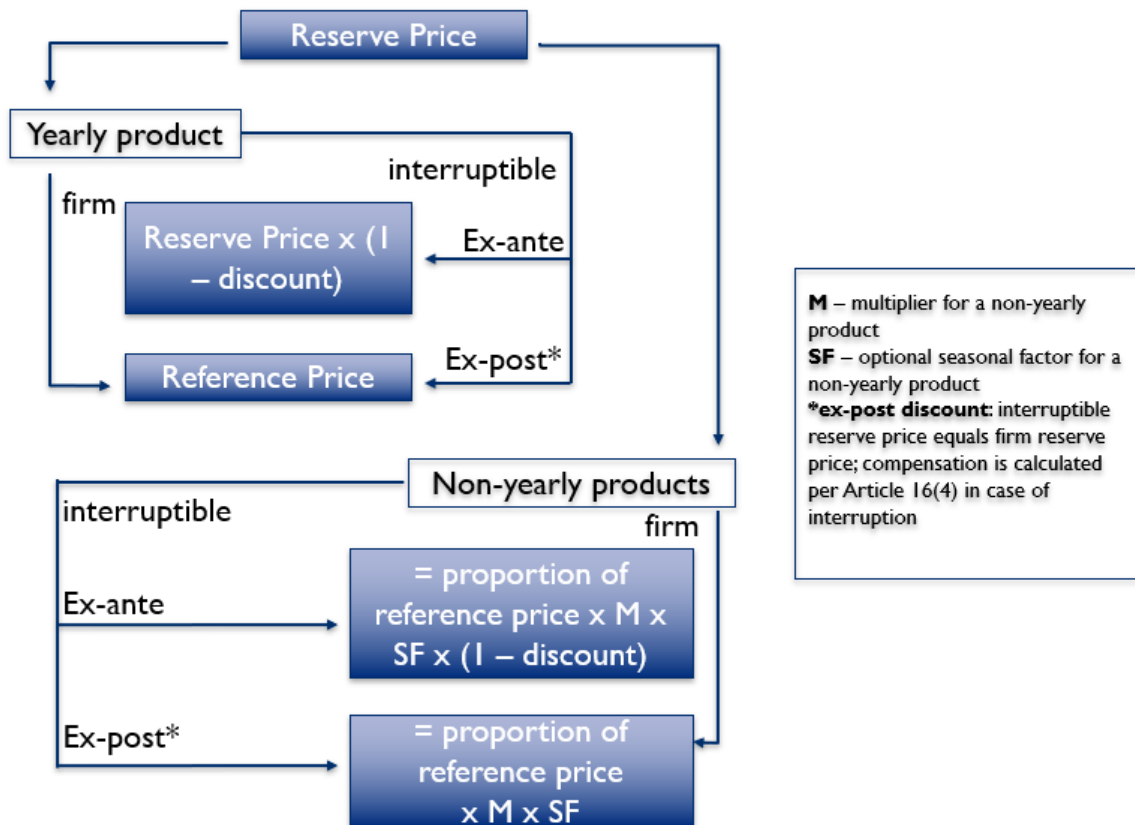 Reserve Price
Yearly product
interruptible
firm
Reserve Price x (1
– discount)
Ex-ante
Ex-post*
Reference Price
M – multiplier for a non-yearly
product
SF – optional seasonal factor for a
non-yearly product
*ex-post discount: interruptible
reserve price equals firm reserve
price; compensation is calculated
per Article 16(4) in case of
interruption
Non-yearly products
interruptible
firm
= proportion of
reference price x M x
SF x (1 – discount)
Ex-ante
Ex-post*
= proportion of
reference price
x M x SF